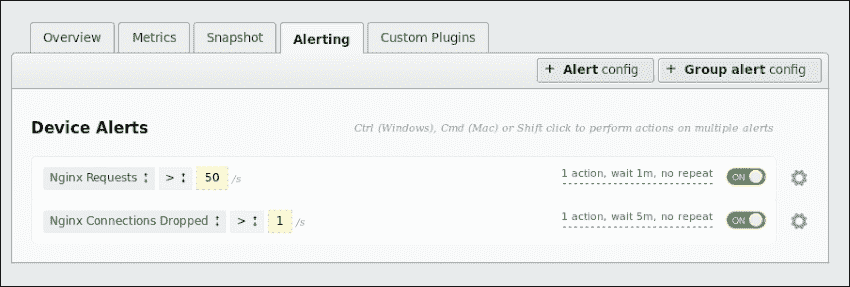 Overview Metrics Snapshot Alerting Custom Plugins
+ Alert config + Group alert config
Device Alerts Ctrl (Windows), Cmd (Mac) or Shift click to perform actions on multiple alerts
Nginx Requests > 50 /s 1 action, wait 1m, no repeat ON
Nginx Connections Dropped > 1 /s 1 action, wait 5m, no repeat ON